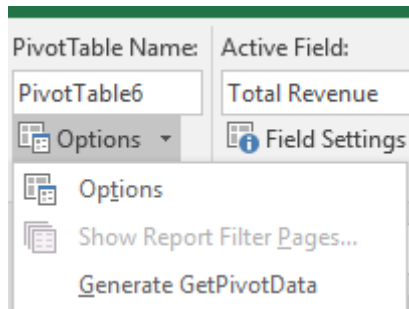 PivotTable Name: Active Field:
PivotTable6 Total Revenue
Options Field Settings
Options
Show Report Filter Pages...
Generate GetPivotData